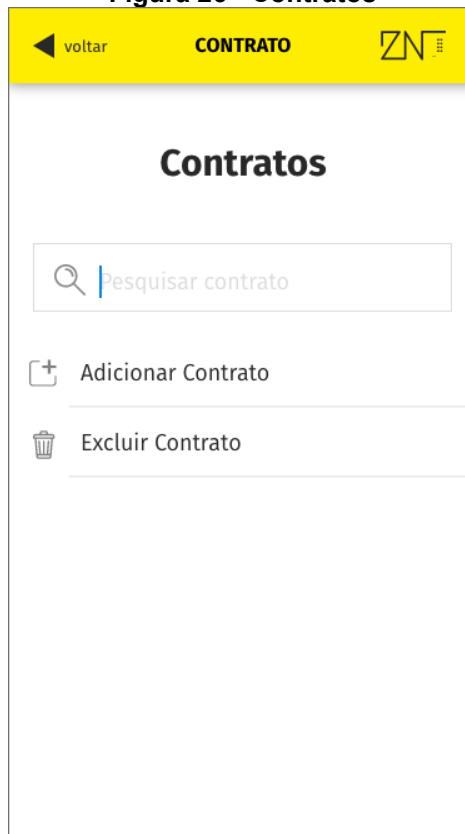 voltar CONTRATO ZN
Contratos
Pesquisar contrato
Adicionar Contrato
Excluir Contrato